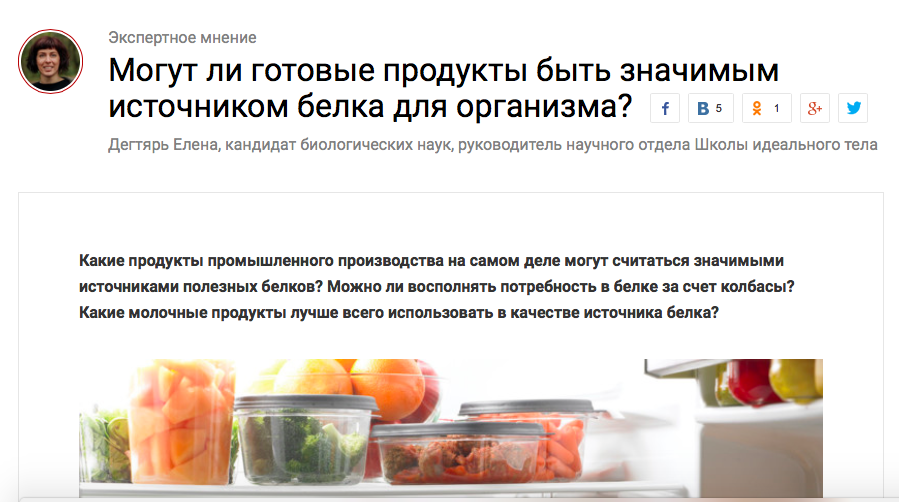 Экспертное мнение
Могут ли готовые продукты быть значимым
источником белка для организма?
f B 5 1 g+
Дегтярь Елена, кандидат биологических наук, руководитель научного отдела Школы идеального тела
Какие продукты промышленного производства на самом деле могут считаться значимыми
источниками полезных белков? Можно ли восполнять потребность в белке за счет колбасы?
Какие молочные продукты лучше всего использовать в качестве источника белка?